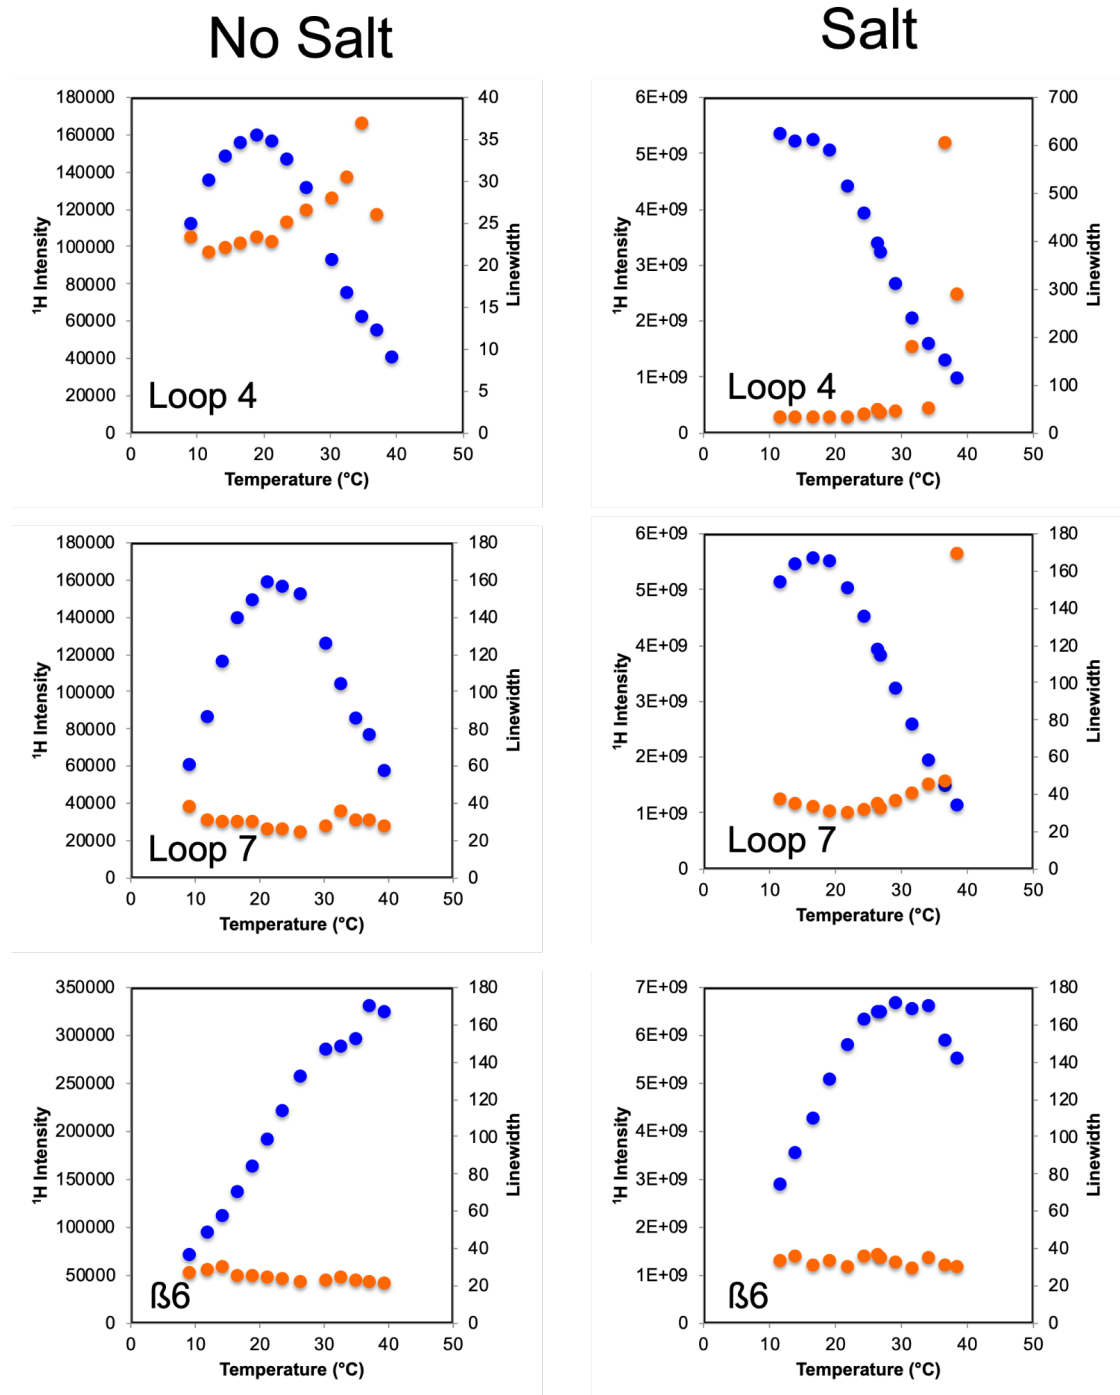 No Salt
Salt
180000
160000
140000
120000
100000
80000
60000
40000
20000
0
¹H Intensity
40
35
30
25
20
15
10
5
0
Linewidth
0 10 20 30 40 50
Temperature (°C)
Loop 4
6E+09
5E+09
4E+09
3E+09
2E+09
1E+09
0
¹H Intensity
700
600
500
400
300
200
100
0
Linewidth
0 10 20 30 40 50
Temperature (°C)
Loop 4
180000
160000
140000
120000
100000
80000
60000
40000
20000
0
¹H Intensity
180
160
140
120
100
80
60
40
20
0
Linewidth
0 10 20 30 40 50
Temperature (°C)
Loop 7
6E+09
5E+09
4E+09
3E+09
2E+09
1E+09
0
¹H Intensity
180
160
140
120
100
80
60
40
20
0
Linewidth
0 10 20 30 40 50
Temperature (°C)
Loop 7
350000
300000
250000
200000
150000
100000
50000
0
¹H Intensity
180
160
140
120
100
80
60
40
20
0
Linewidth
0 10 20 30 40 50
Temperature (°C)
ß6
7E+09
6E+09
5E+09
4E+09
3E+09
2E+09
1E+09
0
¹H Intensity
180
160
140
120
100
80
60
40
20
0
Linewidth
0 10 20 30 40 50
Temperature (°C)
ß6